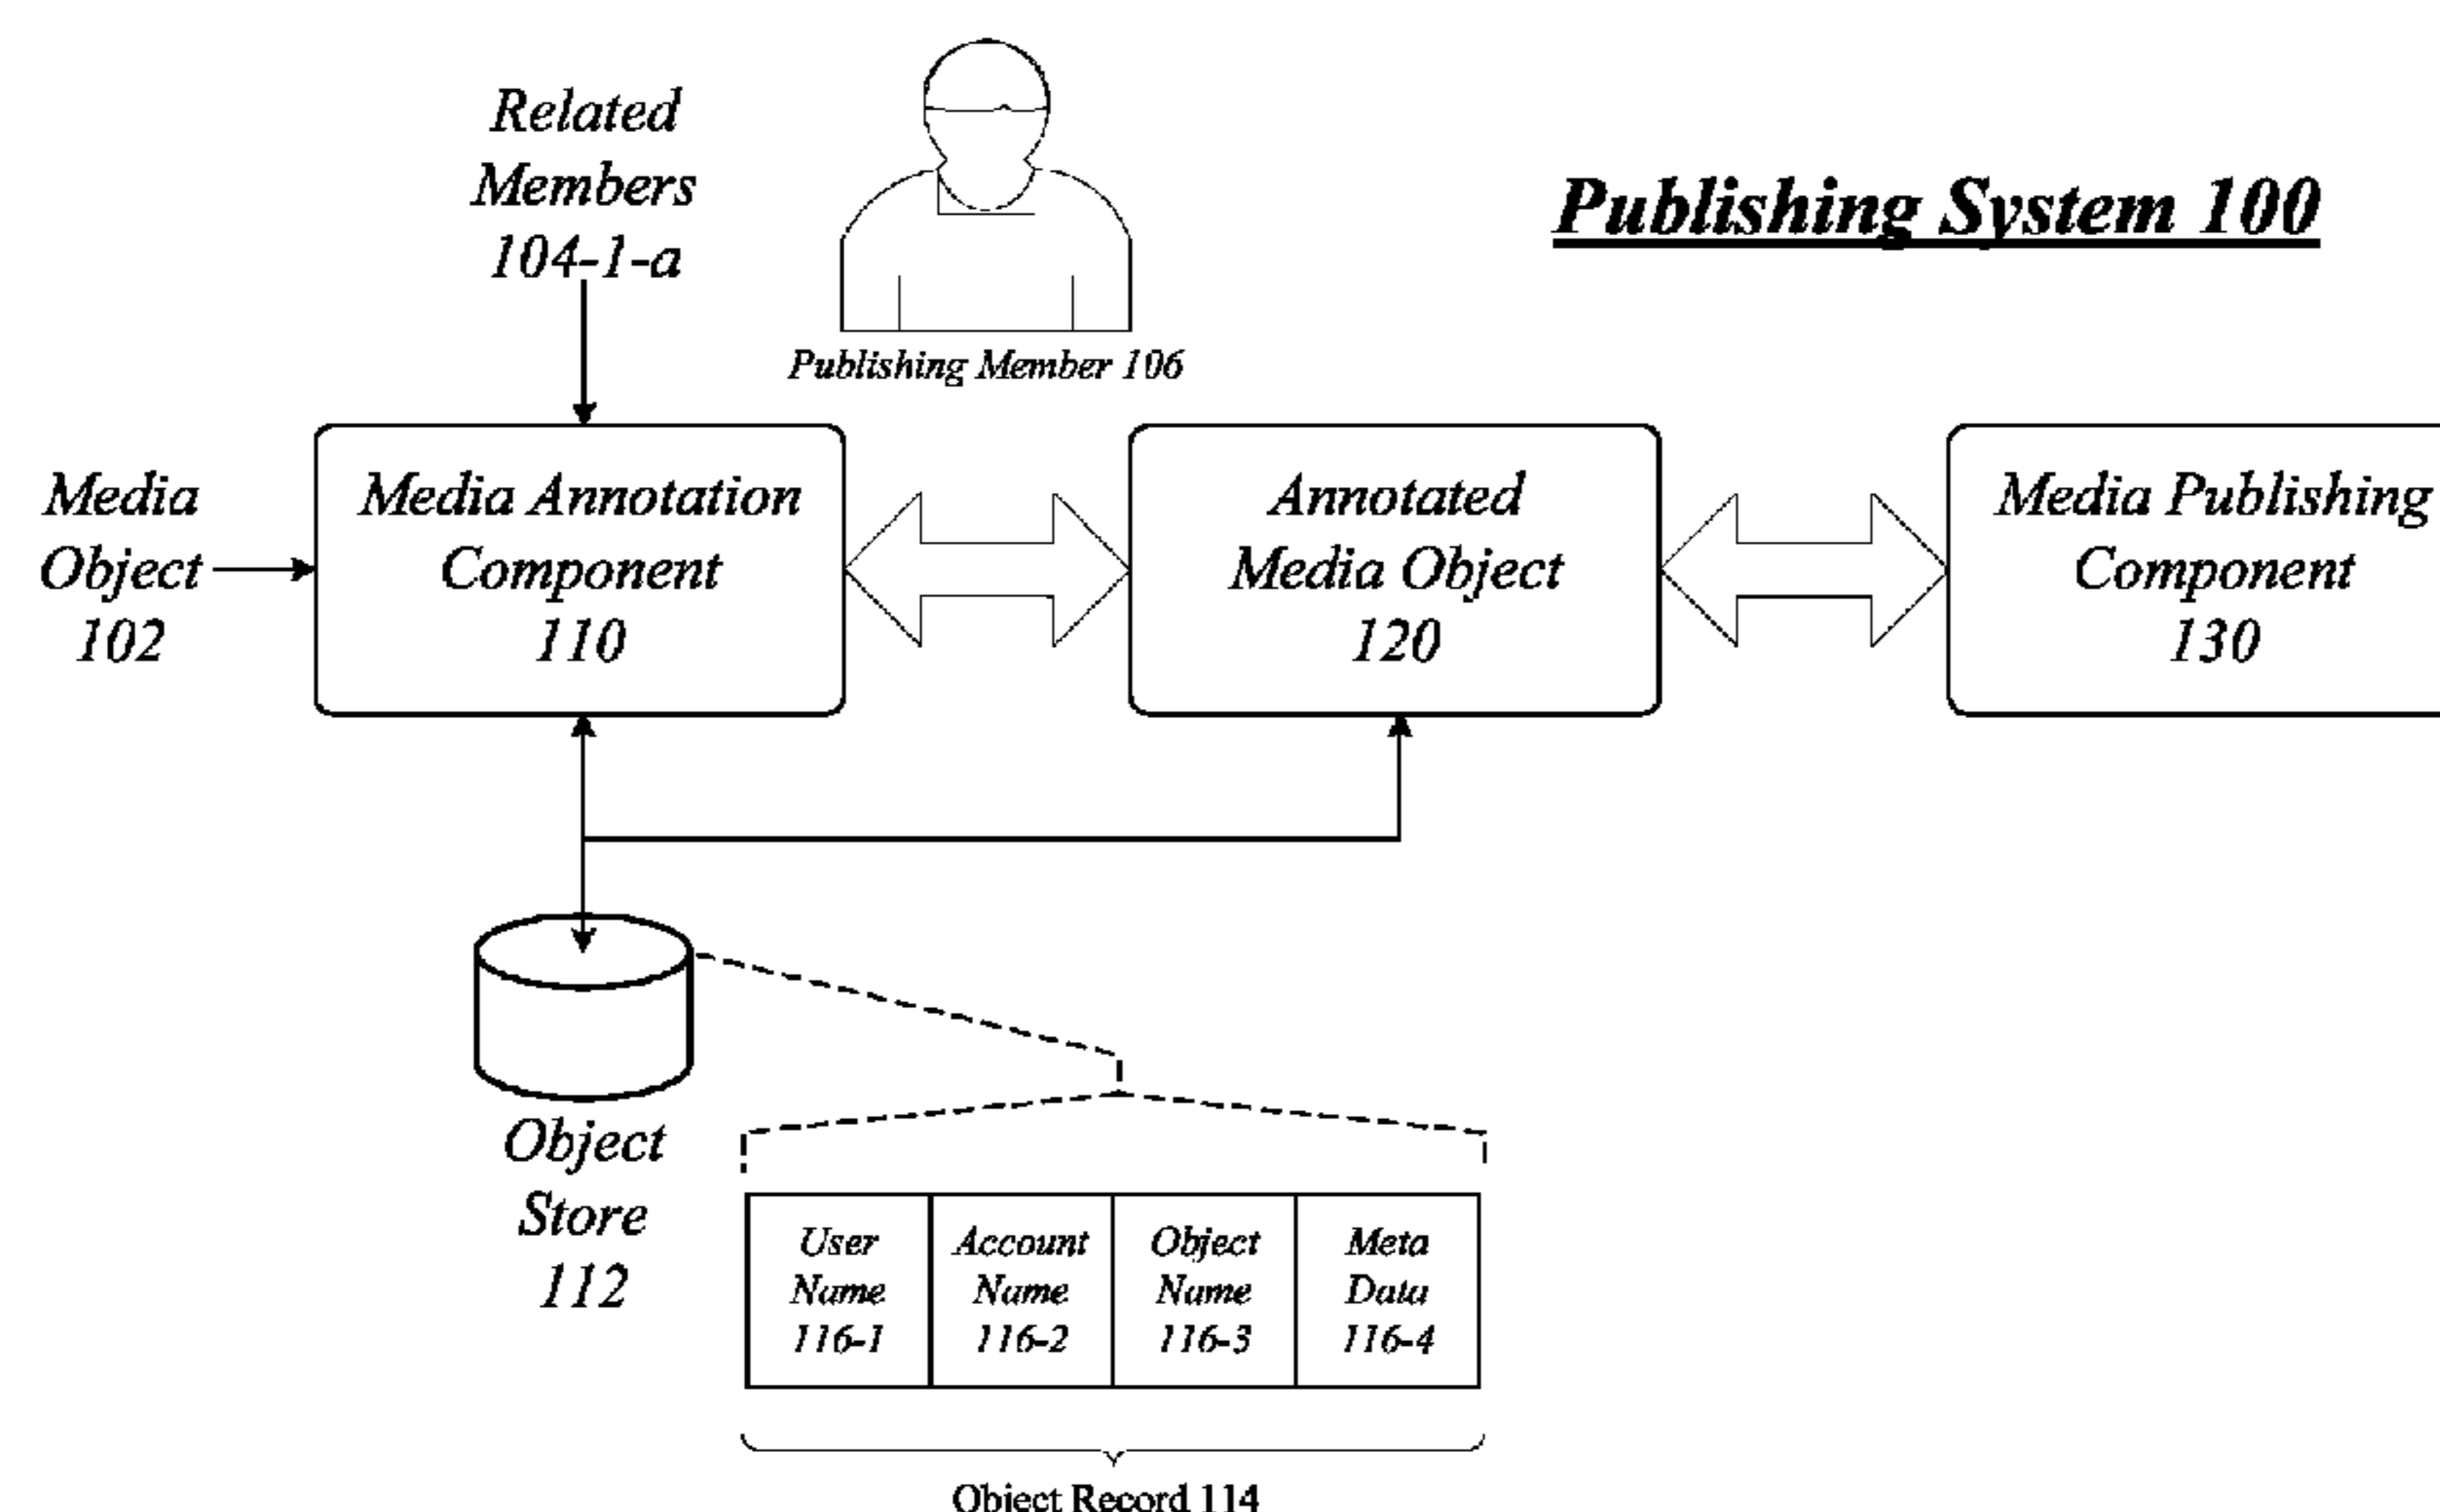 Related
Members
104-1-a
Publishing System 100
Publishing Member 106
Media
Object
102
Media Annotation
Component
110
Annotated
Media Object
120
Media Publishing
Component
130
Object
Store
112
User
Name
116-1
Account
Name
116-2
Object
Name
116-3
Meta
Data
116-4
Object Record 114